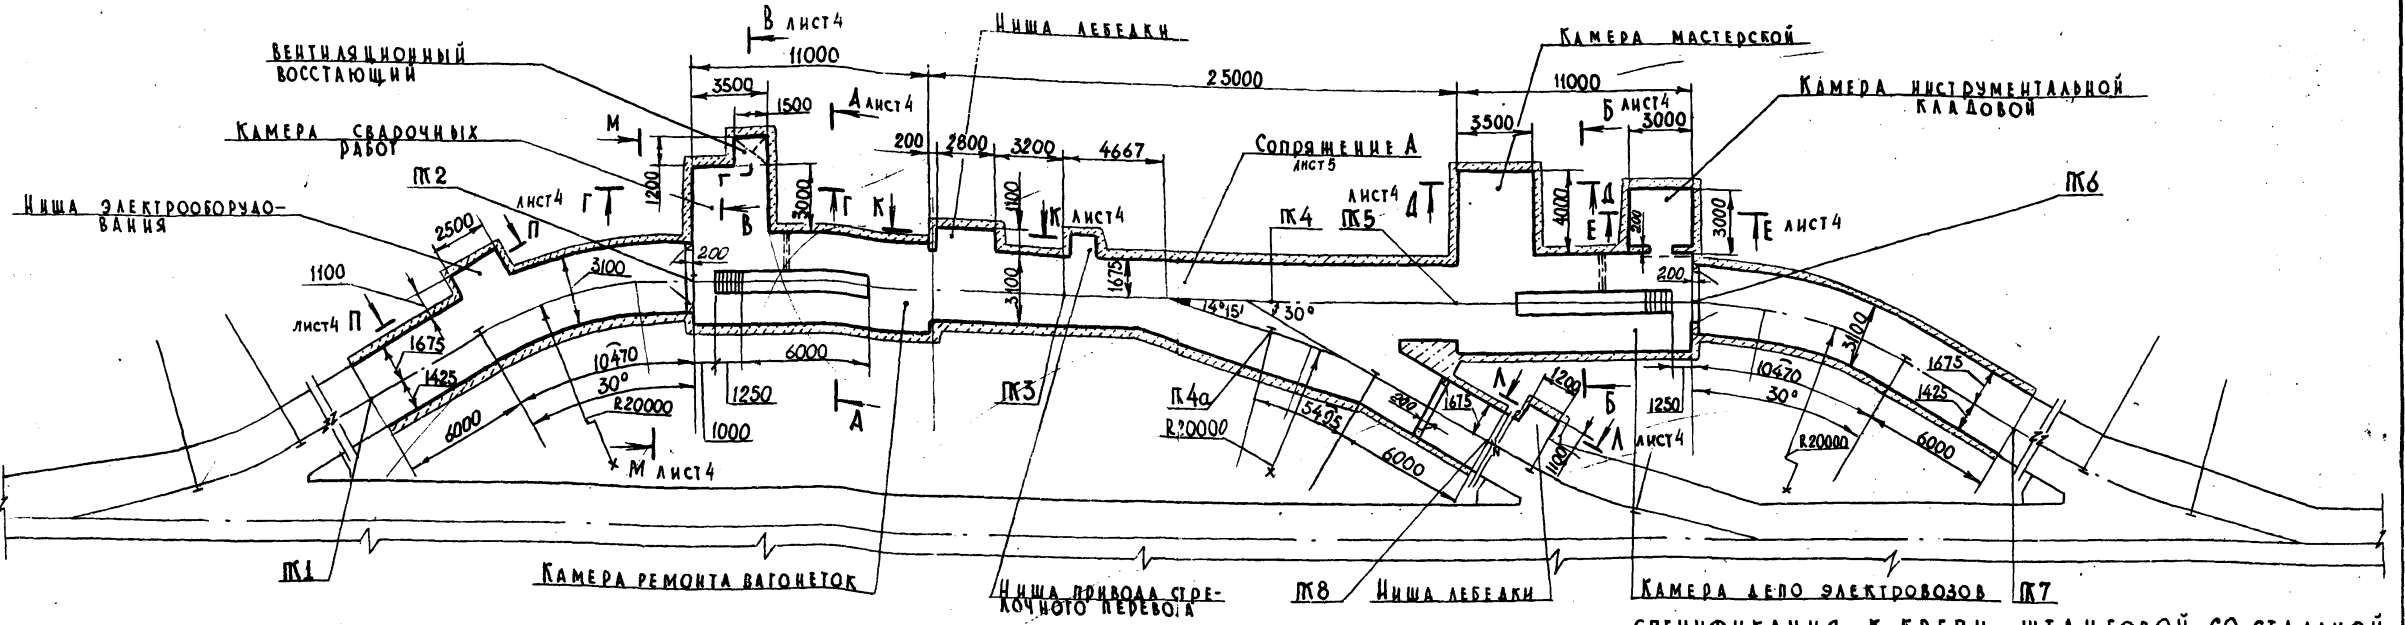 В лист 4
Ниша лебедки
Камера мастерской
Вентиляционный
восстающий
11000
25000
11000
Камера инструментальной
кладовой
3500
1500
А лист 4
Б лист 4
3500
3000
Камера сварочных
работ
М
200
2800
3200
4667
Сопряжение А
лист 5
ПК2
1200
Г
Г
3000
Г
К
1100
К лист 4
ПК4
ПК5
лист 4
Д
4000
Д
Е
200
3000
Е лист 4
ПК6
Ниша электрооборудо-
вания
лист 4
П
В
2500
1100
лист 4 П
3100
200
3100
1675
14°15'
30°
200
3100
1675
1425
10470
30°
6000
R20000
6000
1250
1000
А
М лист 4
ПК3
ПК4а
R20000
5495
6000
200
1675
Л
1200
Б
1100
Л лист 4
1250
10470
30°
R20000
6000
1675
1425
ПК1
Камера ремонта вагонеток
Ниша привода стре-
лочного перевода
ПК8
Ниша лебедки
Камера депо электровозов
ПК7